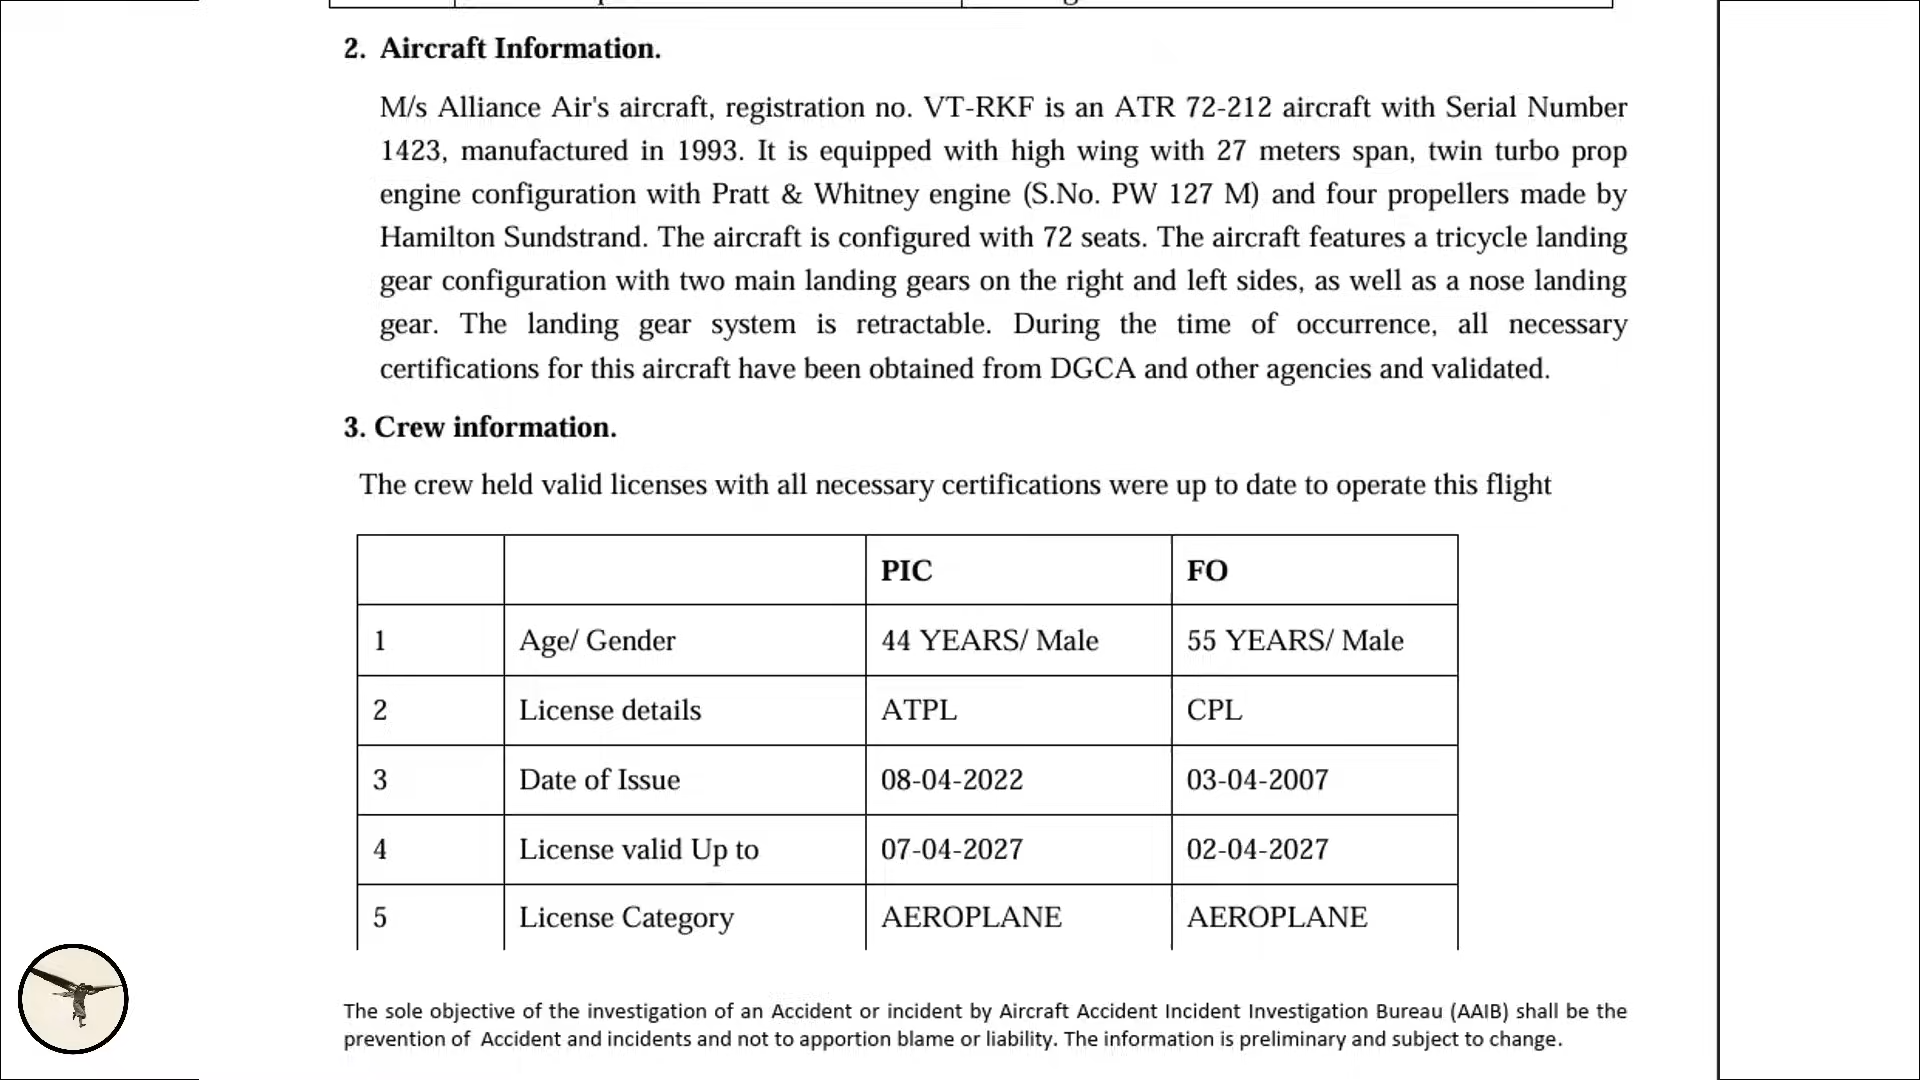 2. Aircraft Information.
M/s Alliance Air's aircraft, registration no. VT-RKF is an ATR 72-212 aircraft with Serial Number
1423, manufactured in 1993. It is equipped with high wing with 27 meters span, twin turbo prop
engine configuration with Pratt & Whitney engine (S.No. PW 127 M) and four propellers made by
Hamilton Sundstrand. The aircraft is configured with 72 seats. The aircraft features a tricycle landing
gear configuration with two main landing gears on the right and left sides, as well as a nose landing
gear. The landing gear system is retractable. During the time of occurrence, all necessary
certifications for this aircraft have been obtained from DGCA and other agencies and validated.
3. Crew information.
The crew held valid licenses with all necessary certifications were up to date to operate this flight
PIC FO
1 Age/ Gender 44 YEARS/ Male 55 YEARS/ Male
2 License details ATPL CPL
3 Date of Issue 08-04-2022 03-04-2007
4 License valid Up to 07-04-2027 02-04-2027
5 License Category AEROPLANE AEROPLANE
The sole objective of the investigation of an Accident or incident by Aircraft Accident Incident Investigation Bureau (AAIB) shall be the
prevention of Accident and incidents and not to apportion blame or liability. The information is preliminary and subject to change.